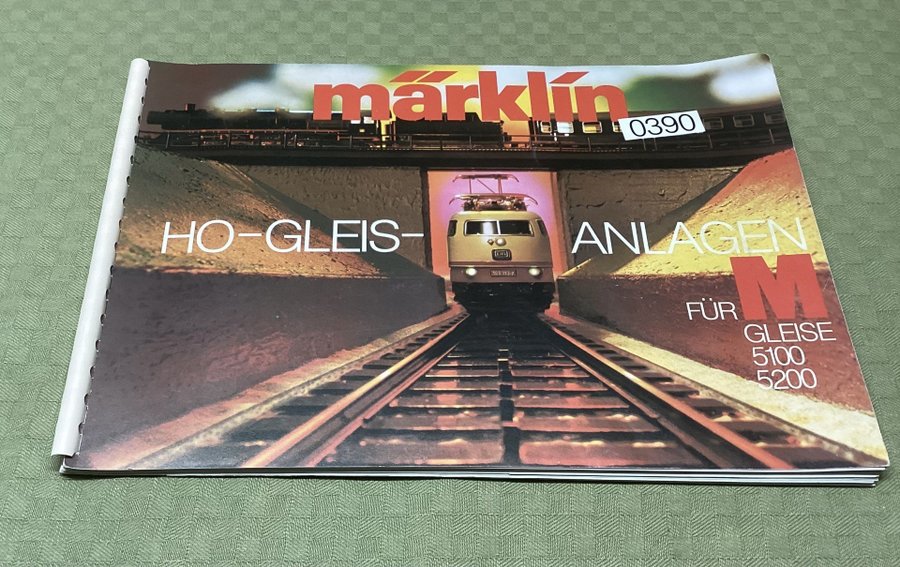 märklin
0390
HO-GLEIS-ANLAGEN
FÜR M
GLEISE
5100
5200